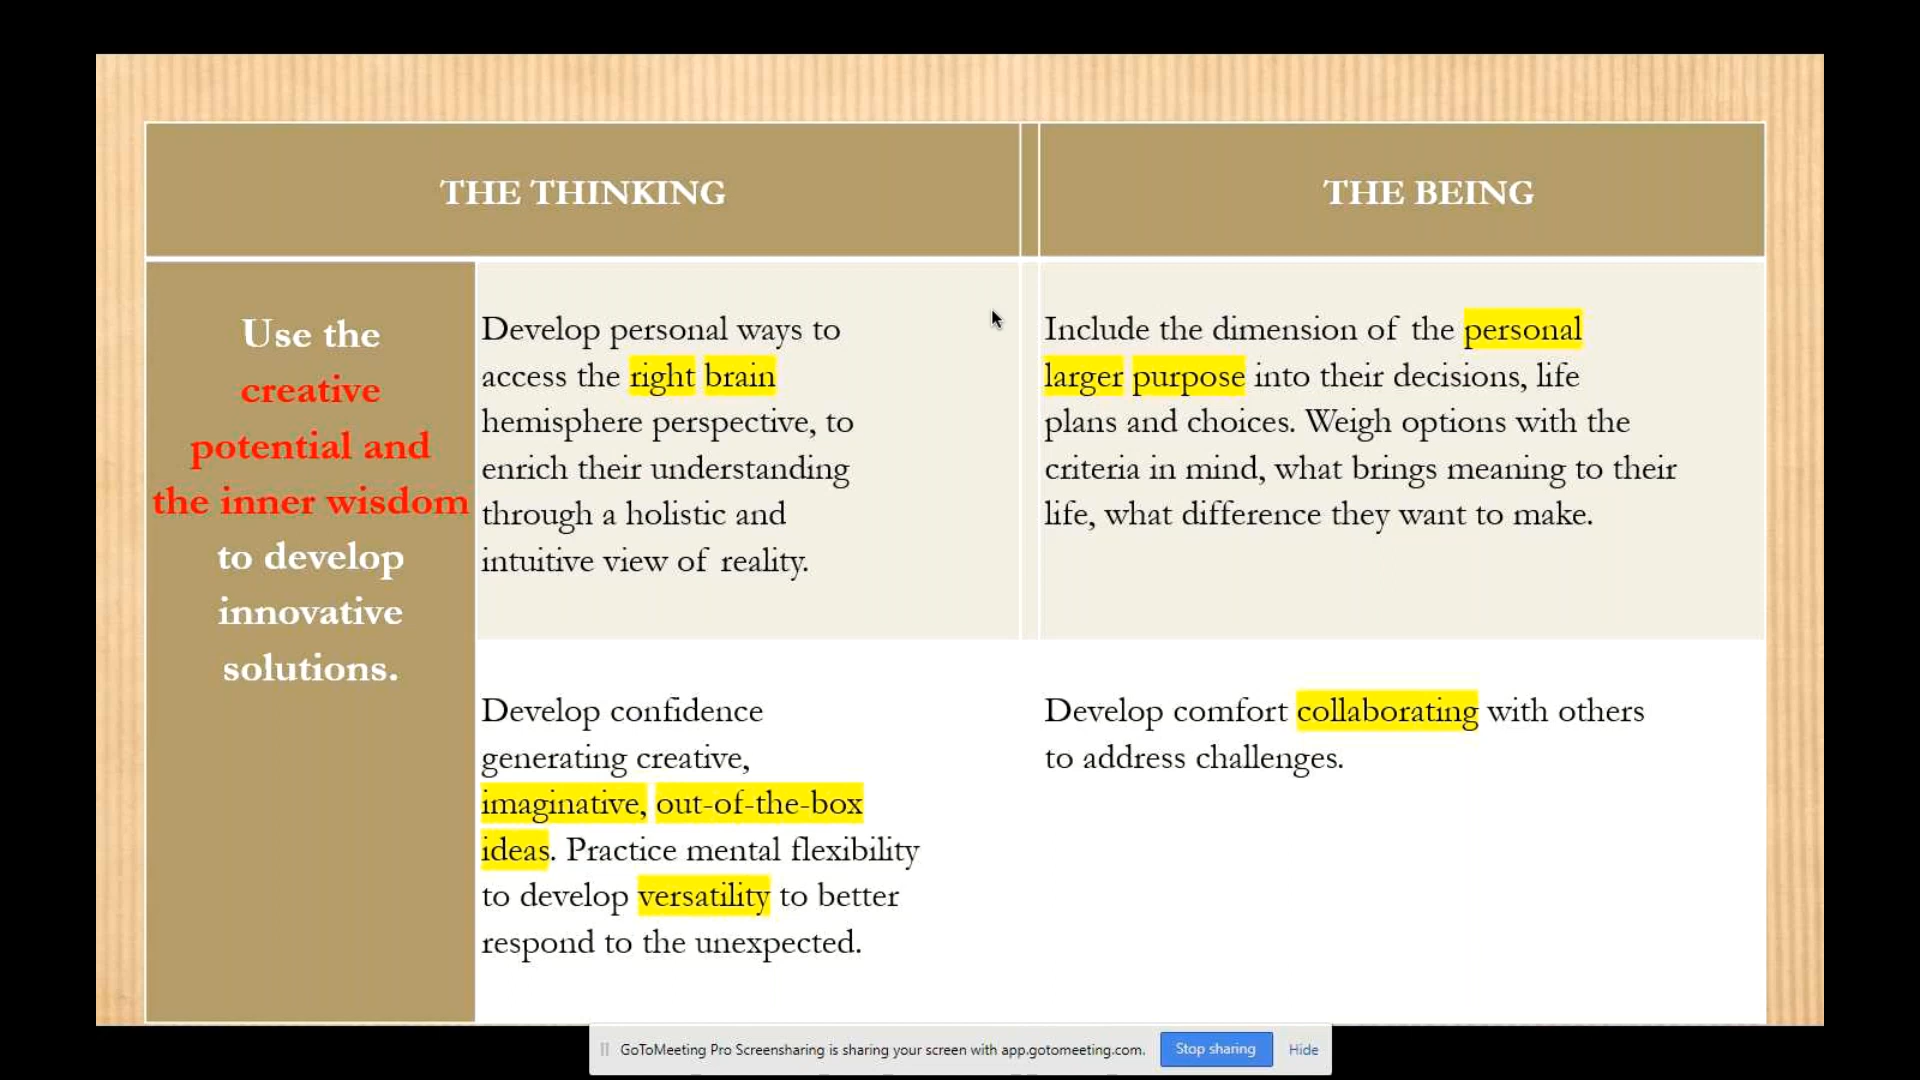 THE THINKING
THE BEING
Use the
creative
potential and
the inner wisdom
to develop
innovative
solutions.
Develop personal ways to
access the right brain
hemisphere perspective, to
enrich their understanding
through a holistic and
intuitive view of reality.
Include the dimension of the personal
larger purpose into their decisions, life
plans and choices. Weigh options with the
criteria in mind, what brings meaning to their
life, what difference they want to make.
Develop confidence
generating creative,
imaginative, out-of-the-box
ideas. Practice mental flexibility
to develop versatility to better
respond to the unexpected.
Develop comfort collaborating with others
to address challenges.
GoToMeeting Pro Screensharing is sharing your screen with app.gotomeeting.com.
Stop sharing
Hide